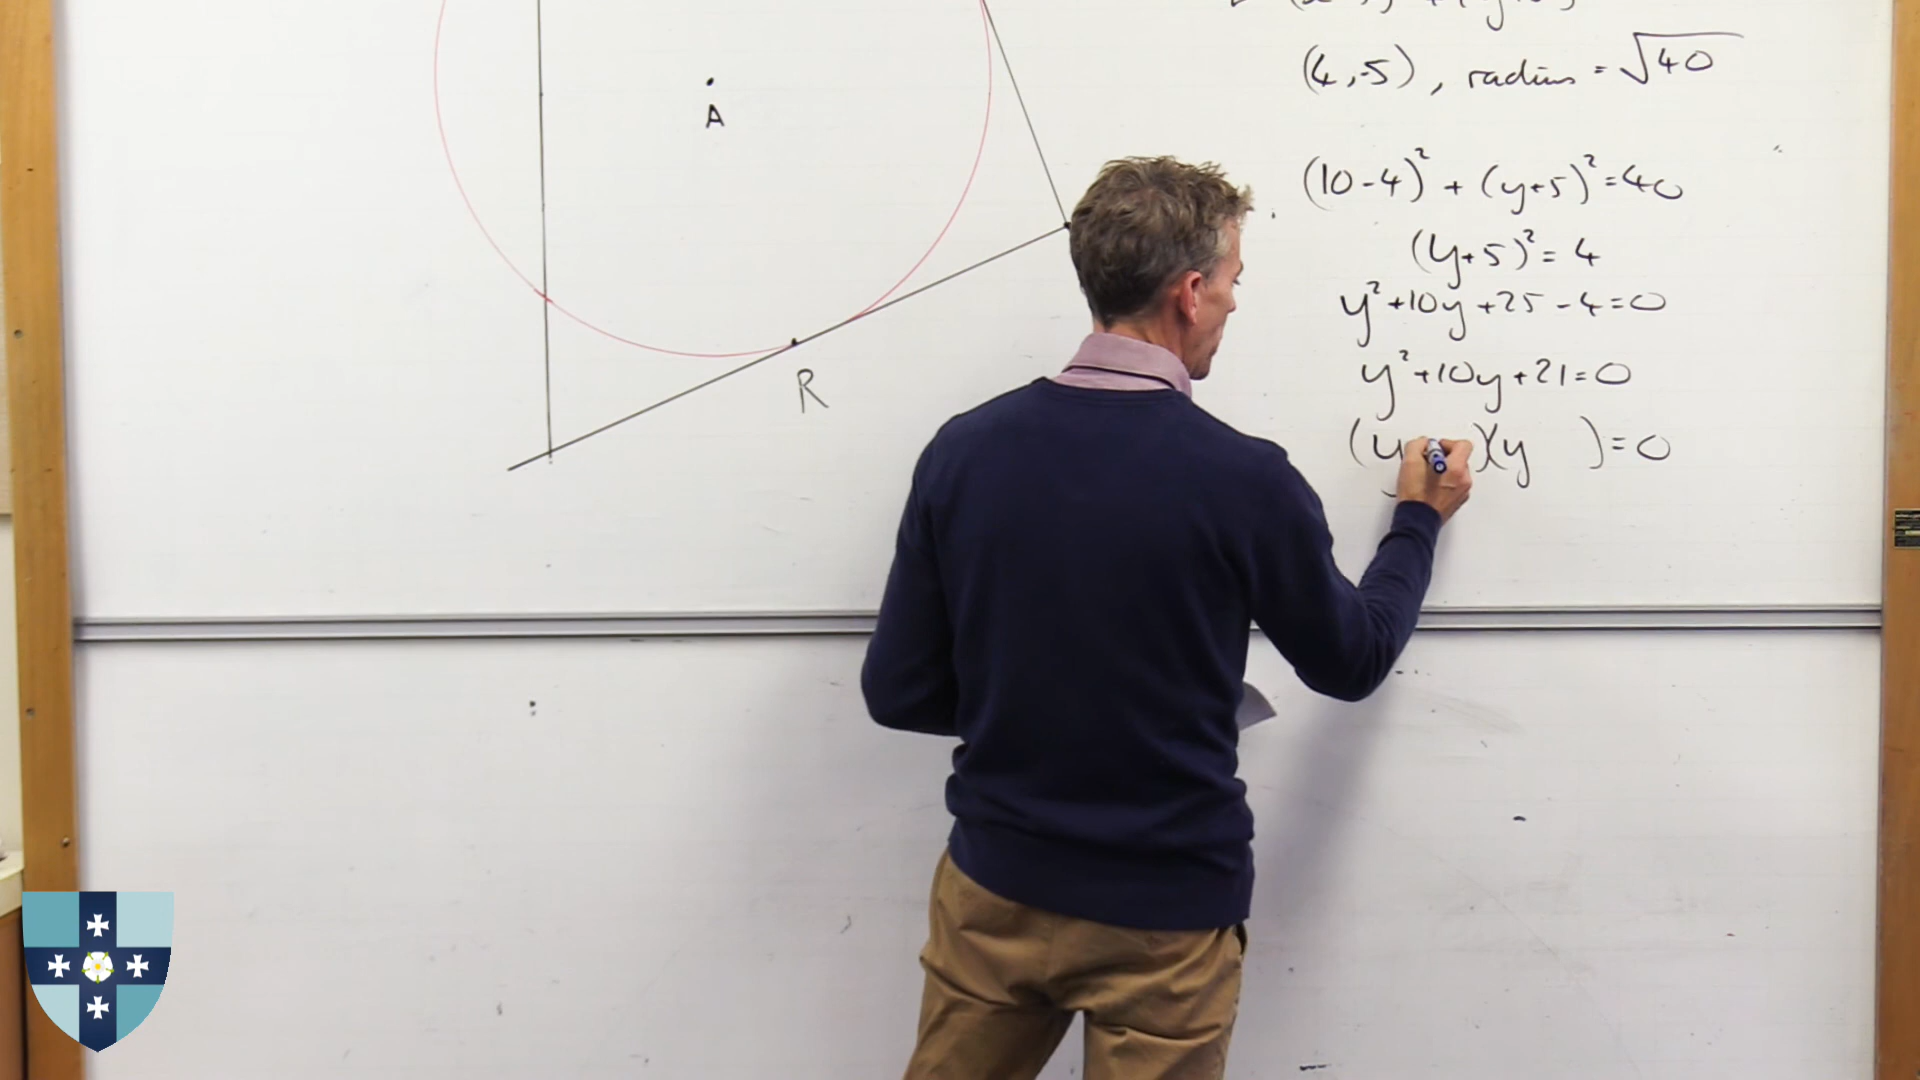 (4,-5), radius = √40
A
(10-4)² + (y+5)² = 40
(y+5)² = 4
y² + 10y + 25 - 4 = 0
y² + 10y + 21 = 0
R
(y )(y ) = 0